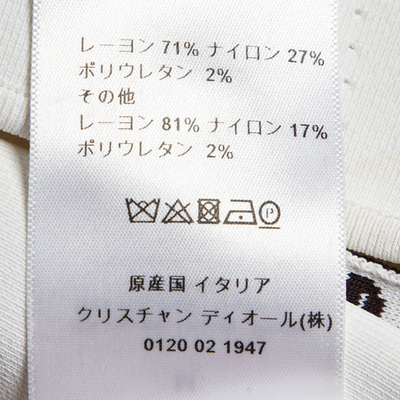 レーヨン 71% ナイロン 27%
ポリウレタン 2%
その他
レーヨン 81% ナイロン 17%
ポリウレタン 2%
P
原産国 イタリア
クリスチャン ディオール(株)
0120 02 1947